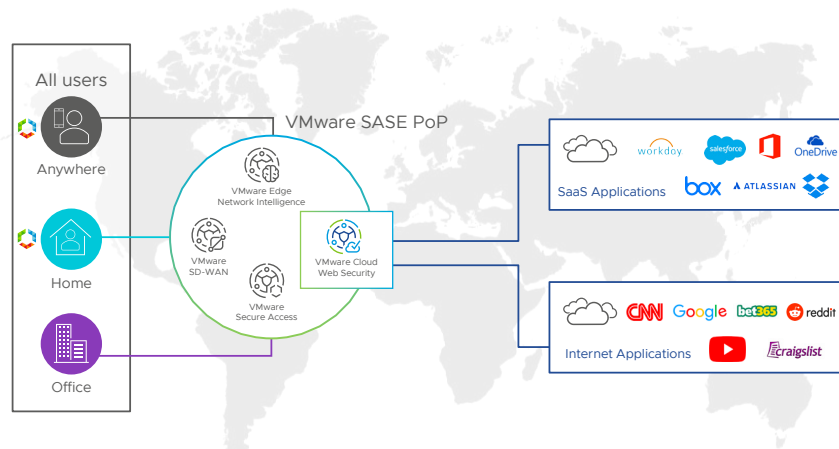 All users
Anywhere
Home
Office
VMware SASE PoP
VMware Edge
Network Intelligence
VMware
SD-WAN
VMware Cloud
Web Security
VMware
Secure Access
workday
salesforce
OneDrive
SaaS Applications
box
ATLASSIAN
CNN
Google
bet365
reddit
Internet Applications
craigslist